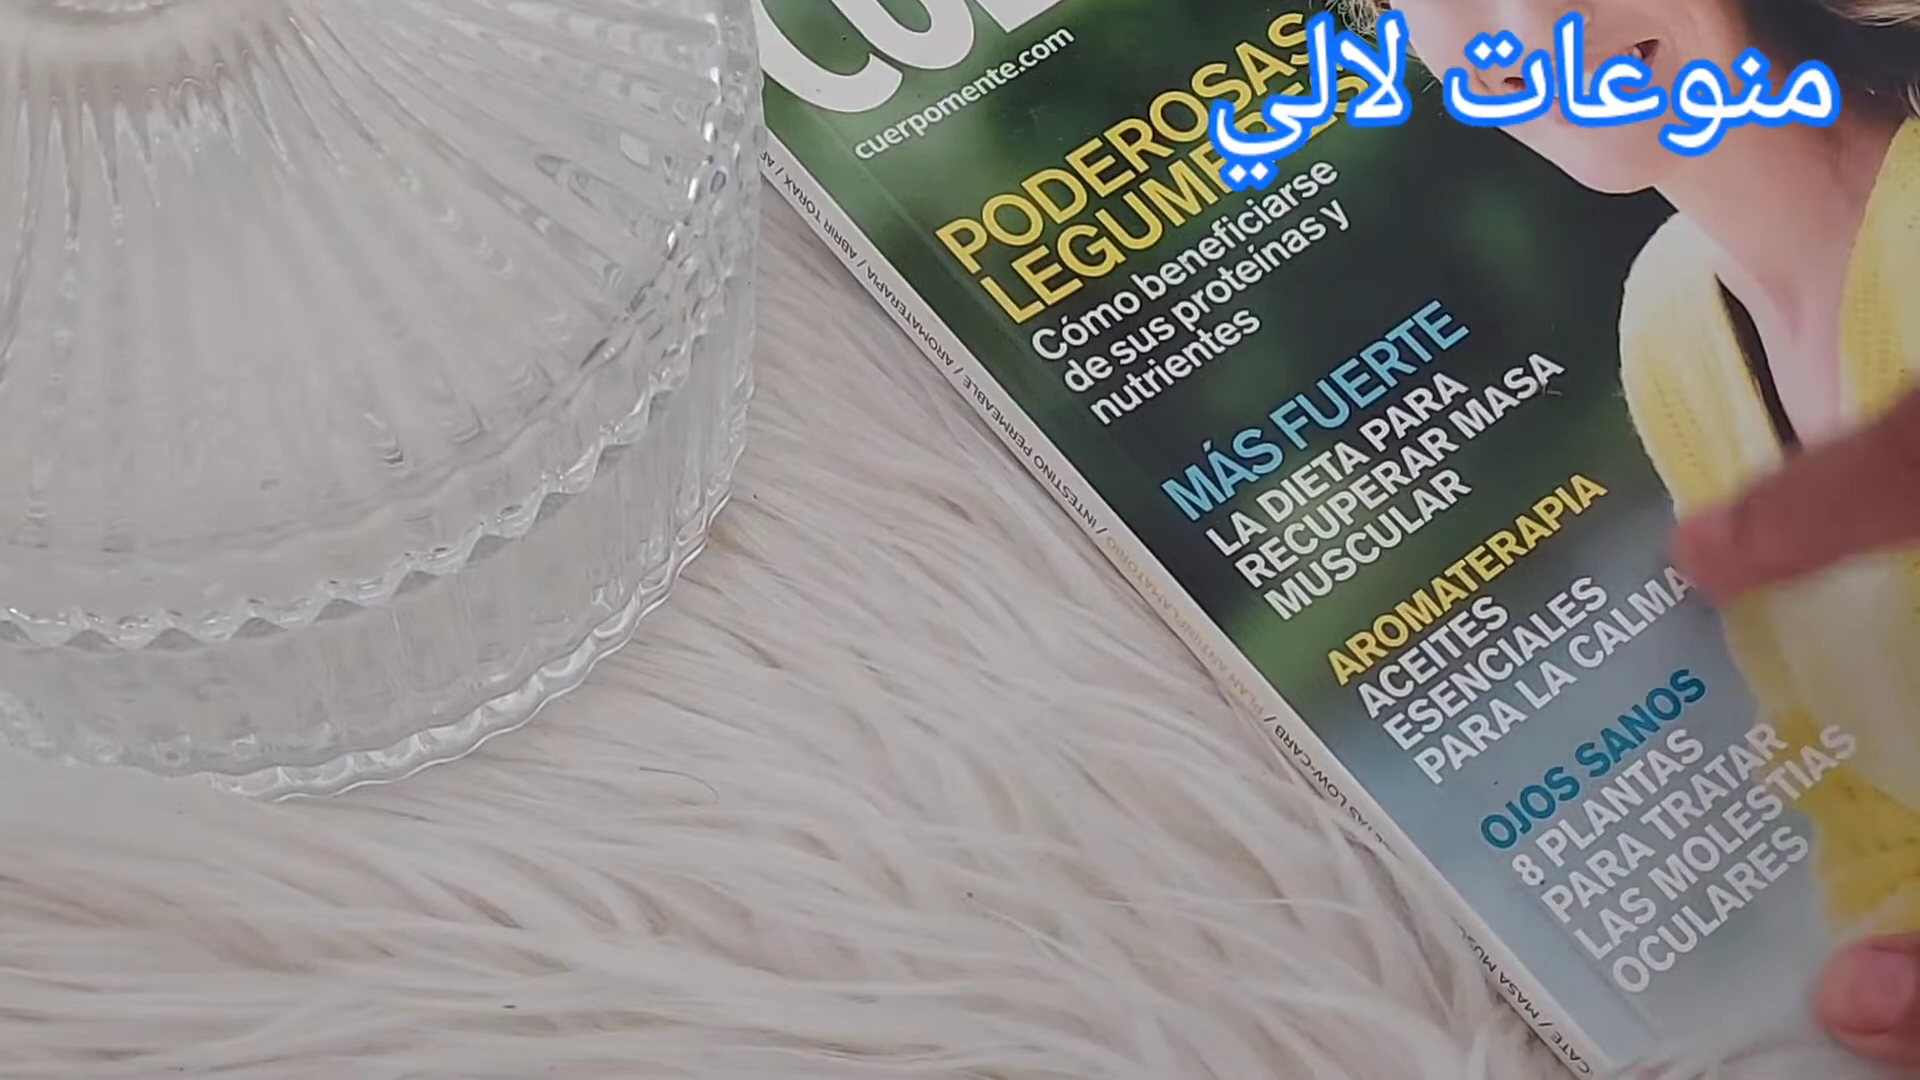 منوعات لالي
cuerpomente.com
PODEROSAS
LEGUMBRES
Cómo beneficiarse
de sus proteínas y
nutrientes
MÁS FUERTE
LA DIETA PARA
RECUPERAR MASA
MUSCULAR
AROMATERAPIA
ACEITES
ESENCIALES
PARA LA CALMA
OJOS SANOS
8 PLANTAS
PARA TRATAR
LAS MOLESTIAS
OCULARES
ABRIR TÓRAX / AROMATERAPIA / INTESTINO PERMEABLE / PLAN ANTIINFLAMATORIO / LOW-CARB / MASA